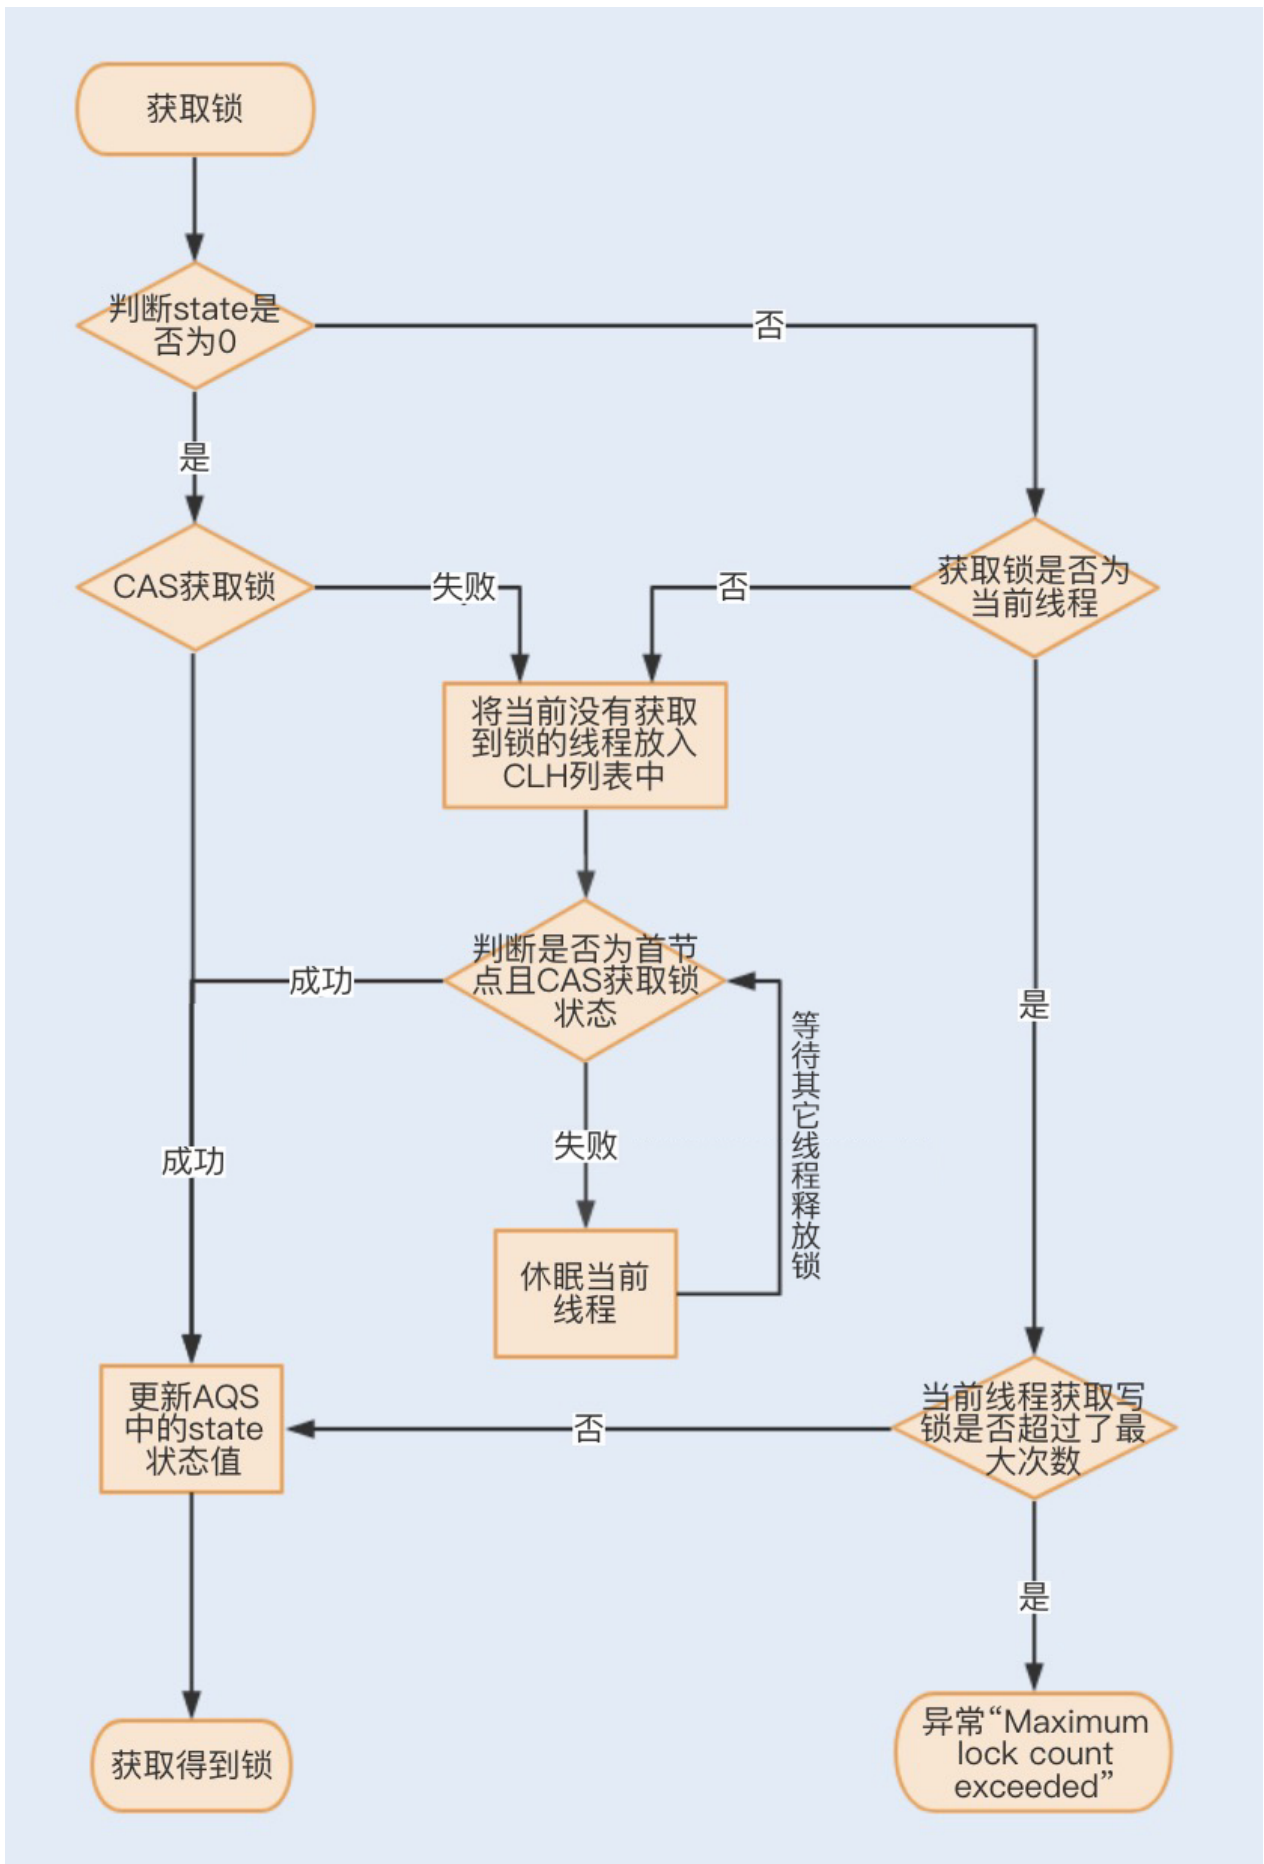 获取锁
判断state是
否为0
否
是
CAS获取锁
失败
否
获取锁是否为
当前线程
将当前没有获取
到锁的线程放入
CLH列表中
判断是否为首节
点且CAS获取锁
状态
成功
等待其它线程释放锁
是
失败
成功
休眠当前
线程
更新AQS
中的state
状态值
否
当前线程获取写
锁是否超过了最
大次数
是
获取得到锁
异常“Maximum
lock count
exceeded”